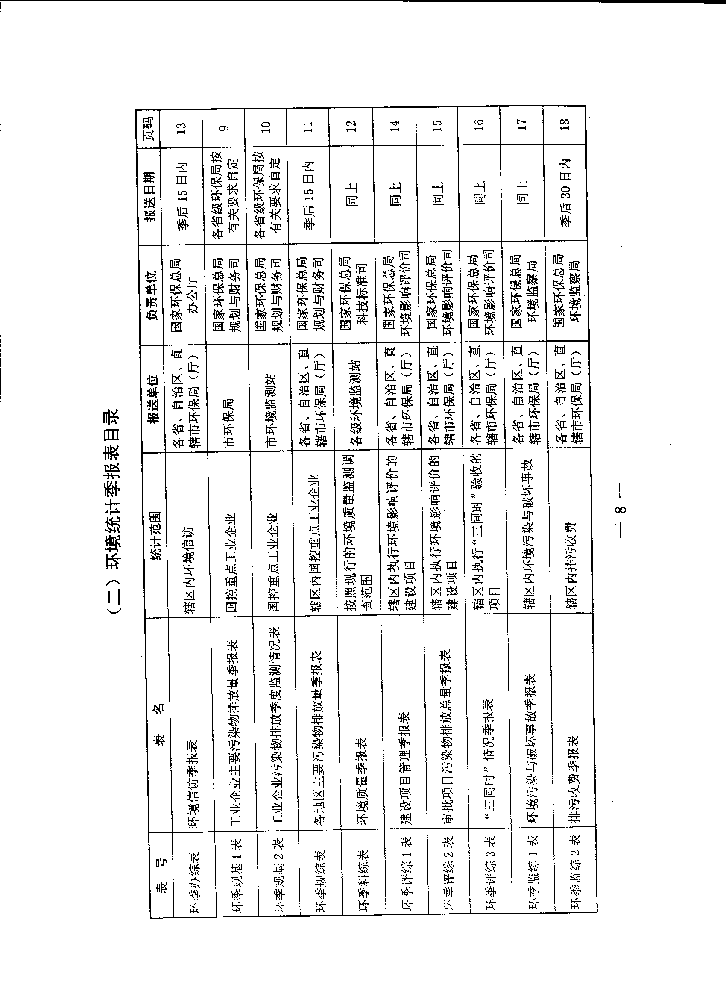 （二）环境统计季报表目录
表 号 表 名 统计范围 报送单位 负责单位 报送日期 页码
环季办综表 环境信访季报表 辖区内环境信访 各省、自治区、直 国家环保总局 季后 15 日内 13
辖市环保局（厅） 办公厅
环季规基 1 表 工业企业主要污染物排放量季报表 国控重点工业企业 市环保局 国家环保总局 各省级环保局按 9
规划与财务司 有关要求自定
环季规基 2 表 工业企业污染物排放季度监测情况表 国控重点工业企业 市环境监测站 国家环保总局 各省级环保局按 10
规划与财务司 有关要求自定
环季规综表 各地区主要污染物排放量季报表 辖区内国控重点工业企业 各省、自治区、直 国家环保总局 季后 15 日内 11
辖市环保局（厅） 规划与财务司
环季科综表 环境质量季报表 按照现行的环境质量监测调 各级环境监测站 国家环保总局 同上 12
查范围 科技标准司
环季评综 1 表 建设项目管理季报表 辖区内执行环境影响评价的 各省、自治区、直 国家环保总局 同上 14
建设项目 辖市环保局（厅） 环境影响评价司
环季评综 2 表 审批项目污染物排放总量季报表 辖区内执行环境影响评价的 各省、自治区、直 国家环保总局 同上 15
建设项目 辖市环保局（厅） 环境影响评价司
环季评综 3 表 “三同时”情况季报表 辖区内执行“三同时”验收的 各省、自治区、直 国家环保总局 同上 16
项目 辖市环保局（厅） 环境影响评价司
环季监综 1 表 环境污染与破坏事故季报表 辖区内环境污染与破坏事故 各省、自治区、直 国家环保总局 同上 17
辖市环保局（厅） 环境监察局
环季监综 2 表 排污收费季报表 辖区内排污收费 各省、自治区、直 国家环保总局 季后 30 日内 18
辖市环保局（厅） 环境监察局
— 8 —